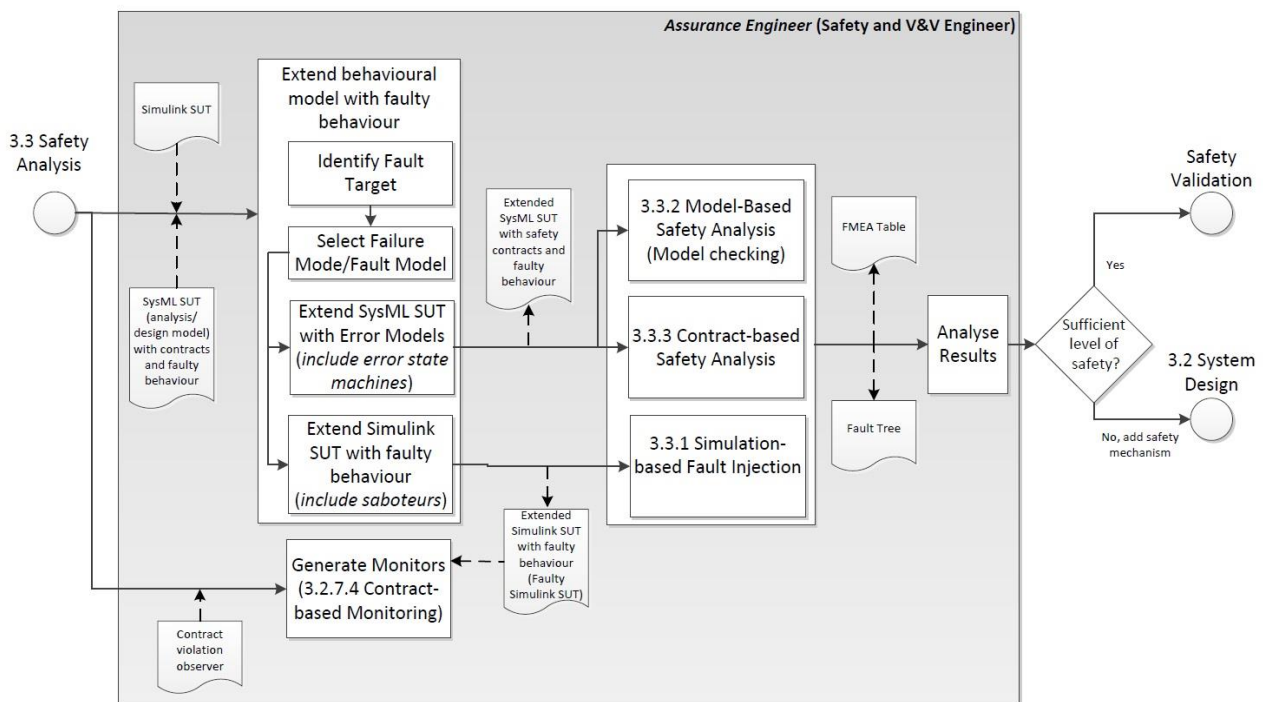 Assurance Engineer (Safety and V&V Engineer)
3.3 Safety
Analysis
Simulink SUT
SysML SUT
(analysis/
design model)
with contracts
and faulty
behaviour
Extend behavioural
model with faulty
behaviour
Identify Fault
Target
Select Failure
Mode/Fault Model
Extend SysML SUT
with Error Models
(include error state
machines)
Extend Simulink
SUT with faulty
behaviour
(include saboteurs)
Generate Monitors
(3.2.7.4 Contract-
based Monitoring)
Contract
violation
observer
Extended
SysML SUT
with safety
contracts and
faulty
behaviour
Extended
Simulink SUT
with faulty
behaviour
(Faulty
Simulink SUT)
3.3.2 Model-Based
Safety Analysis
(Model checking)
3.3.3 Contract-based
Safety Analysis
3.3.1 Simulation-
based Fault Injection
FMEA Table
Fault Tree
Analyse
Results
Sufficient
level of
safety?
Yes
Safety
Validation
No, add safety
mechanism
3.2 System
Design